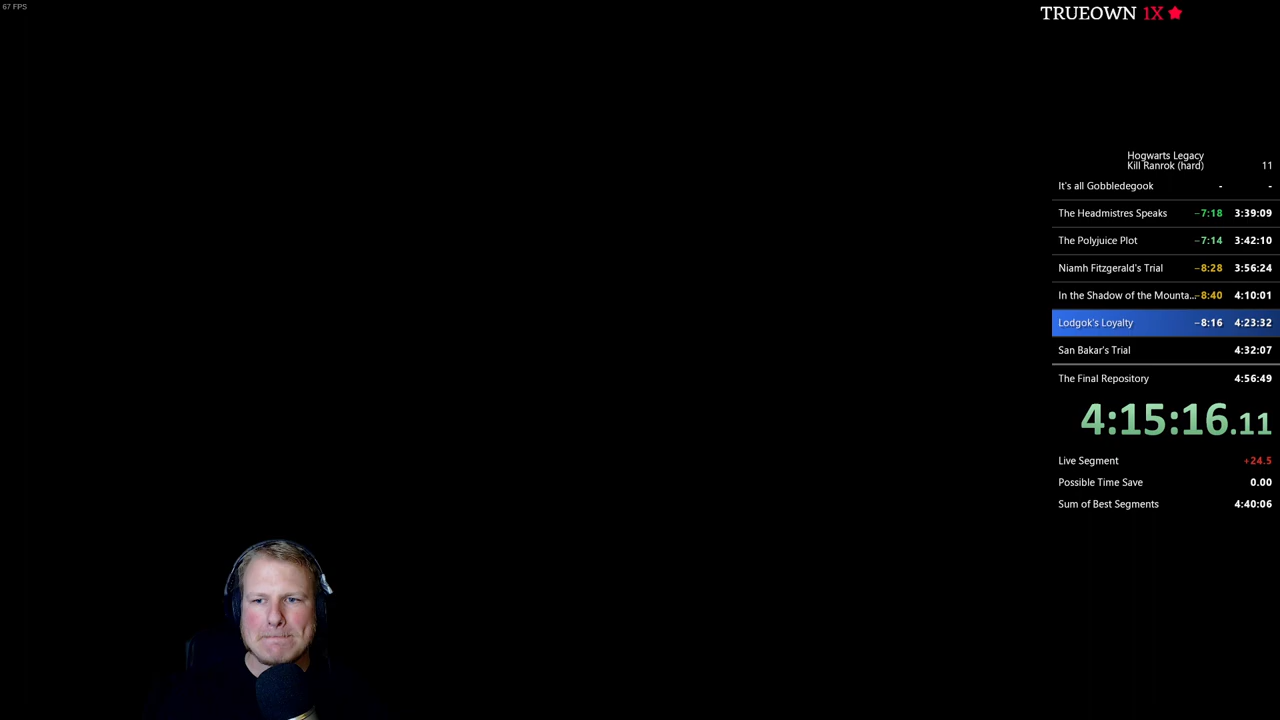 67 FPS
TRUEOWN 1X
Hogwarts Legacy
Kill Ranrok (hard) 11
It's all Gobbledegook - -
The Headmistres Speaks −7:18 3:39:09
The Polyjuice Plot −7:14 3:42:10
Niamh Fitzgerald's Trial −8:28 3:56:24
In the Shadow of the Mounta... −8:40 4:10:01
Lodgok's Loyalty −8:16 4:23:32
San Bakar's Trial 4:32:07
The Final Repository 4:56:49
4:15:16.11
Live Segment +24.5
Possible Time Save 0.00
Sum of Best Segments 4:40:06